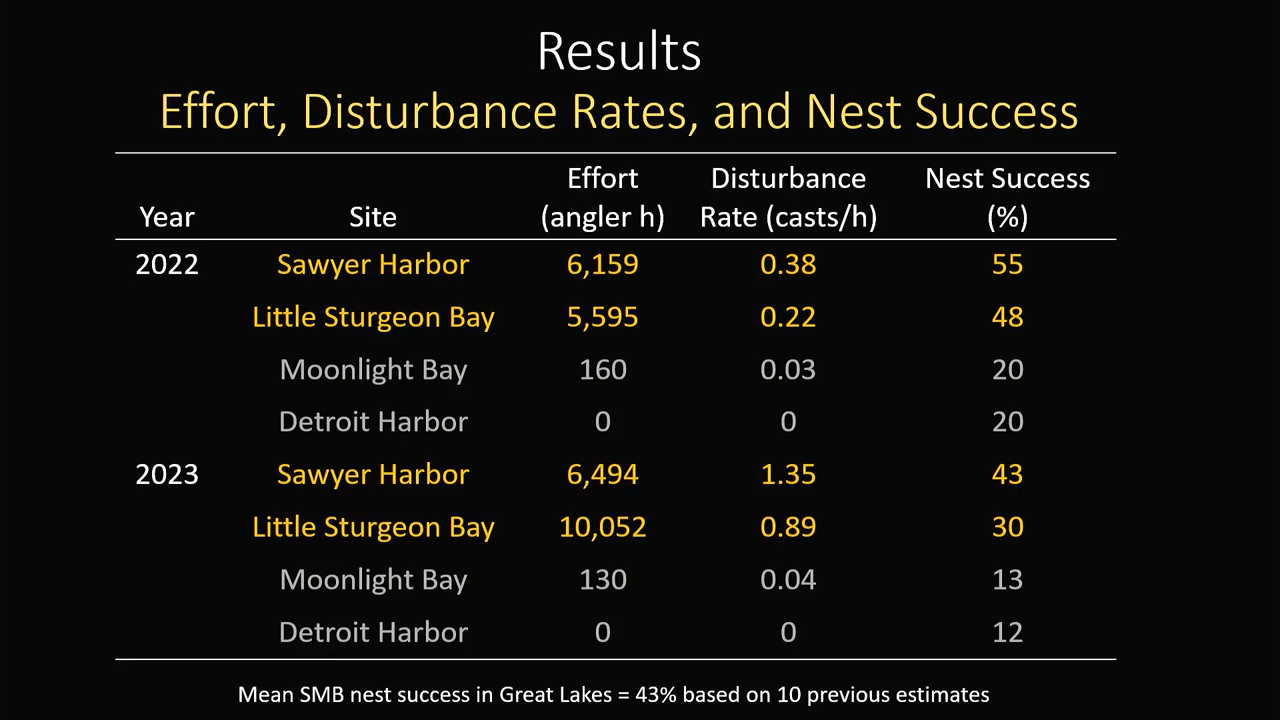 Results
Effort, Disturbance Rates, and Nest Success
Year Site Effort (angler h) Disturbance Rate (casts/h) Nest Success (%)
2022 Sawyer Harbor 6,159 0.38 55
Little Sturgeon Bay 5,595 0.22 48
Moonlight Bay 160 0.03 20
Detroit Harbor 0 0 20
2023 Sawyer Harbor 6,494 1.35 43
Little Sturgeon Bay 10,052 0.89 30
Moonlight Bay 130 0.04 13
Detroit Harbor 0 0 12
Mean SMB nest success in Great Lakes = 43% based on 10 previous estimates